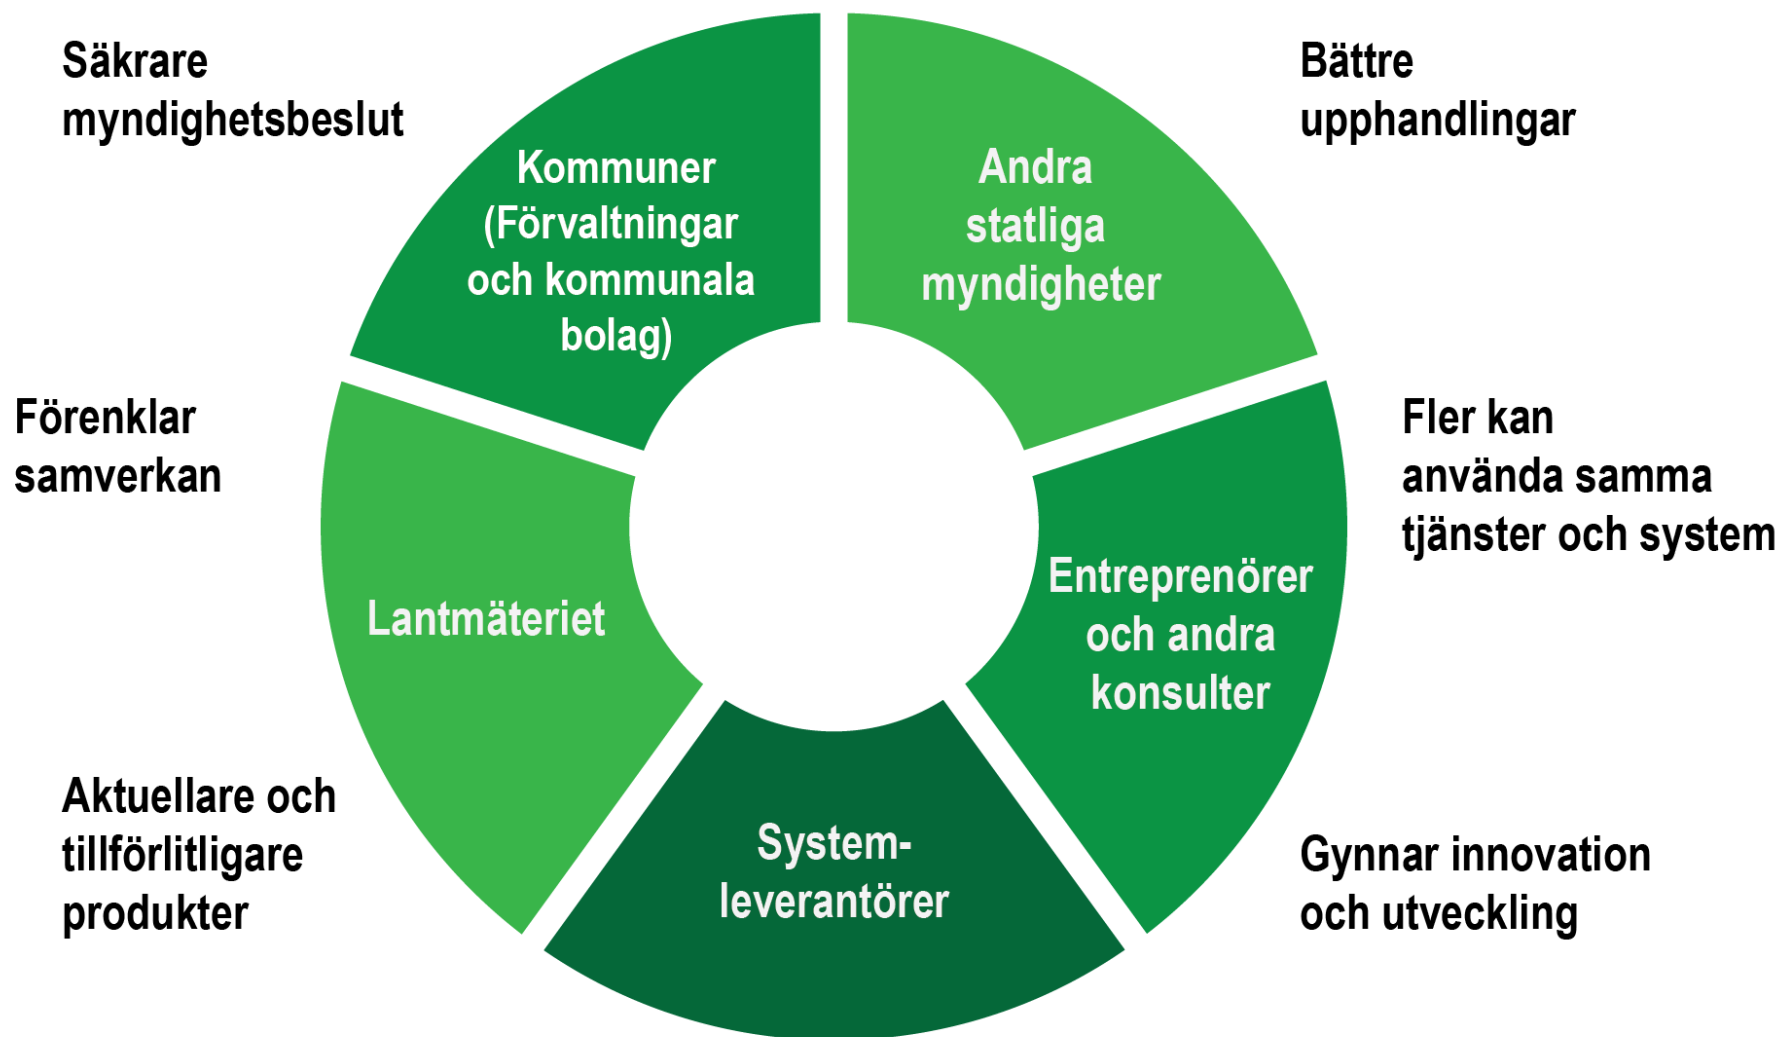 Säkrare
myndighetsbeslut
Bättre
upphandlingar
Kommuner
(Förvaltningar
och kommunala
bolag)
Andra
statliga
myndigheter
Förenklar
samverkan
Fler kan
använda samma
tjänster och system
Lantmäteriet
Entreprenörer
och andra
konsulter
Aktuellare och
tillförlitligare
produkter
System-
leverantörer
Gynnar innovation
och utveckling